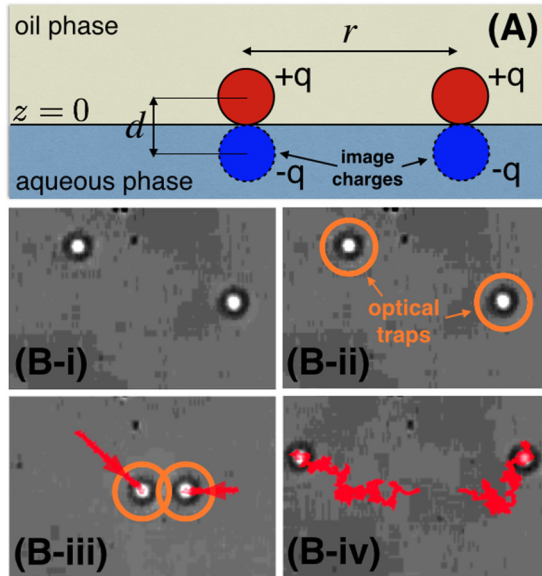 oil phase
r
(A)
+q
+q
z = 0
d
image
charges
aqueous phase
-q
-q
optical
traps
(B-i)
(B-ii)
(B-iii)
(B-iv)